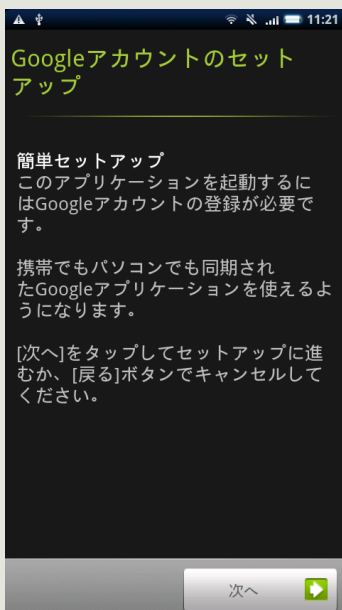 11:21
Googleアカウントのセット
アップ
簡単セットアップ
このアプリケーションを起動するに
はGoogleアカウントの登録が必要で
す。
携帯でもパソコンでも同期され
たGoogleアプリケーションを使えるよ
うになります。
[次へ]をタップしてセットアップに進
むか、[戻る]ボタンでキャンセルして
ください。
次へ